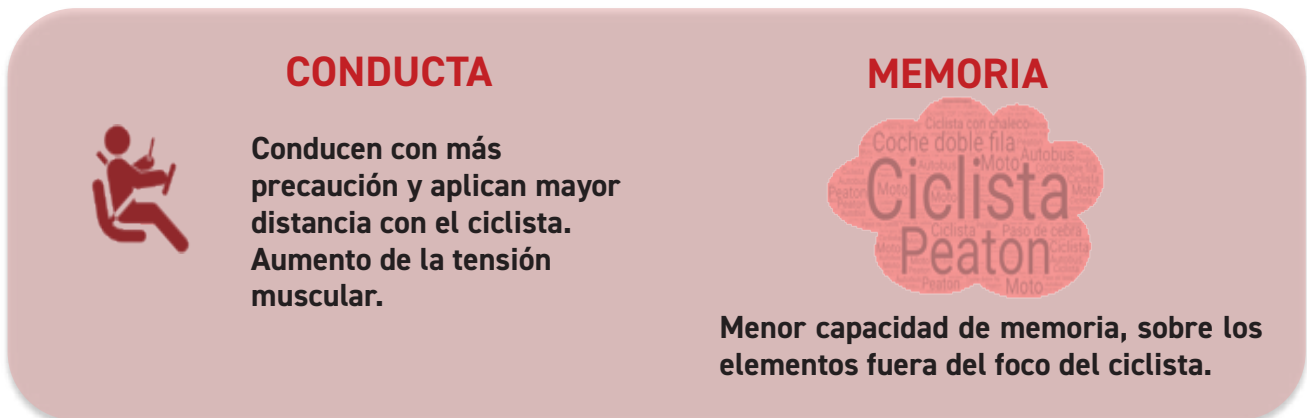 CONDUCTA
Conducen con más
precaución y aplican mayor
distancia con el ciclista.
Aumento de la tensión
muscular.
MEMORIA
Ciclista con chaleco
Coche doble fila
Autobus
Moto
Autobus
Ciclista
Peaton
Moto
Moto
Ciclista
Paso de cebra
Peaton
Ciclista
Peaton
Moto
Menor capacidad de memoria, sobre los
elementos fuera del foco del ciclista.